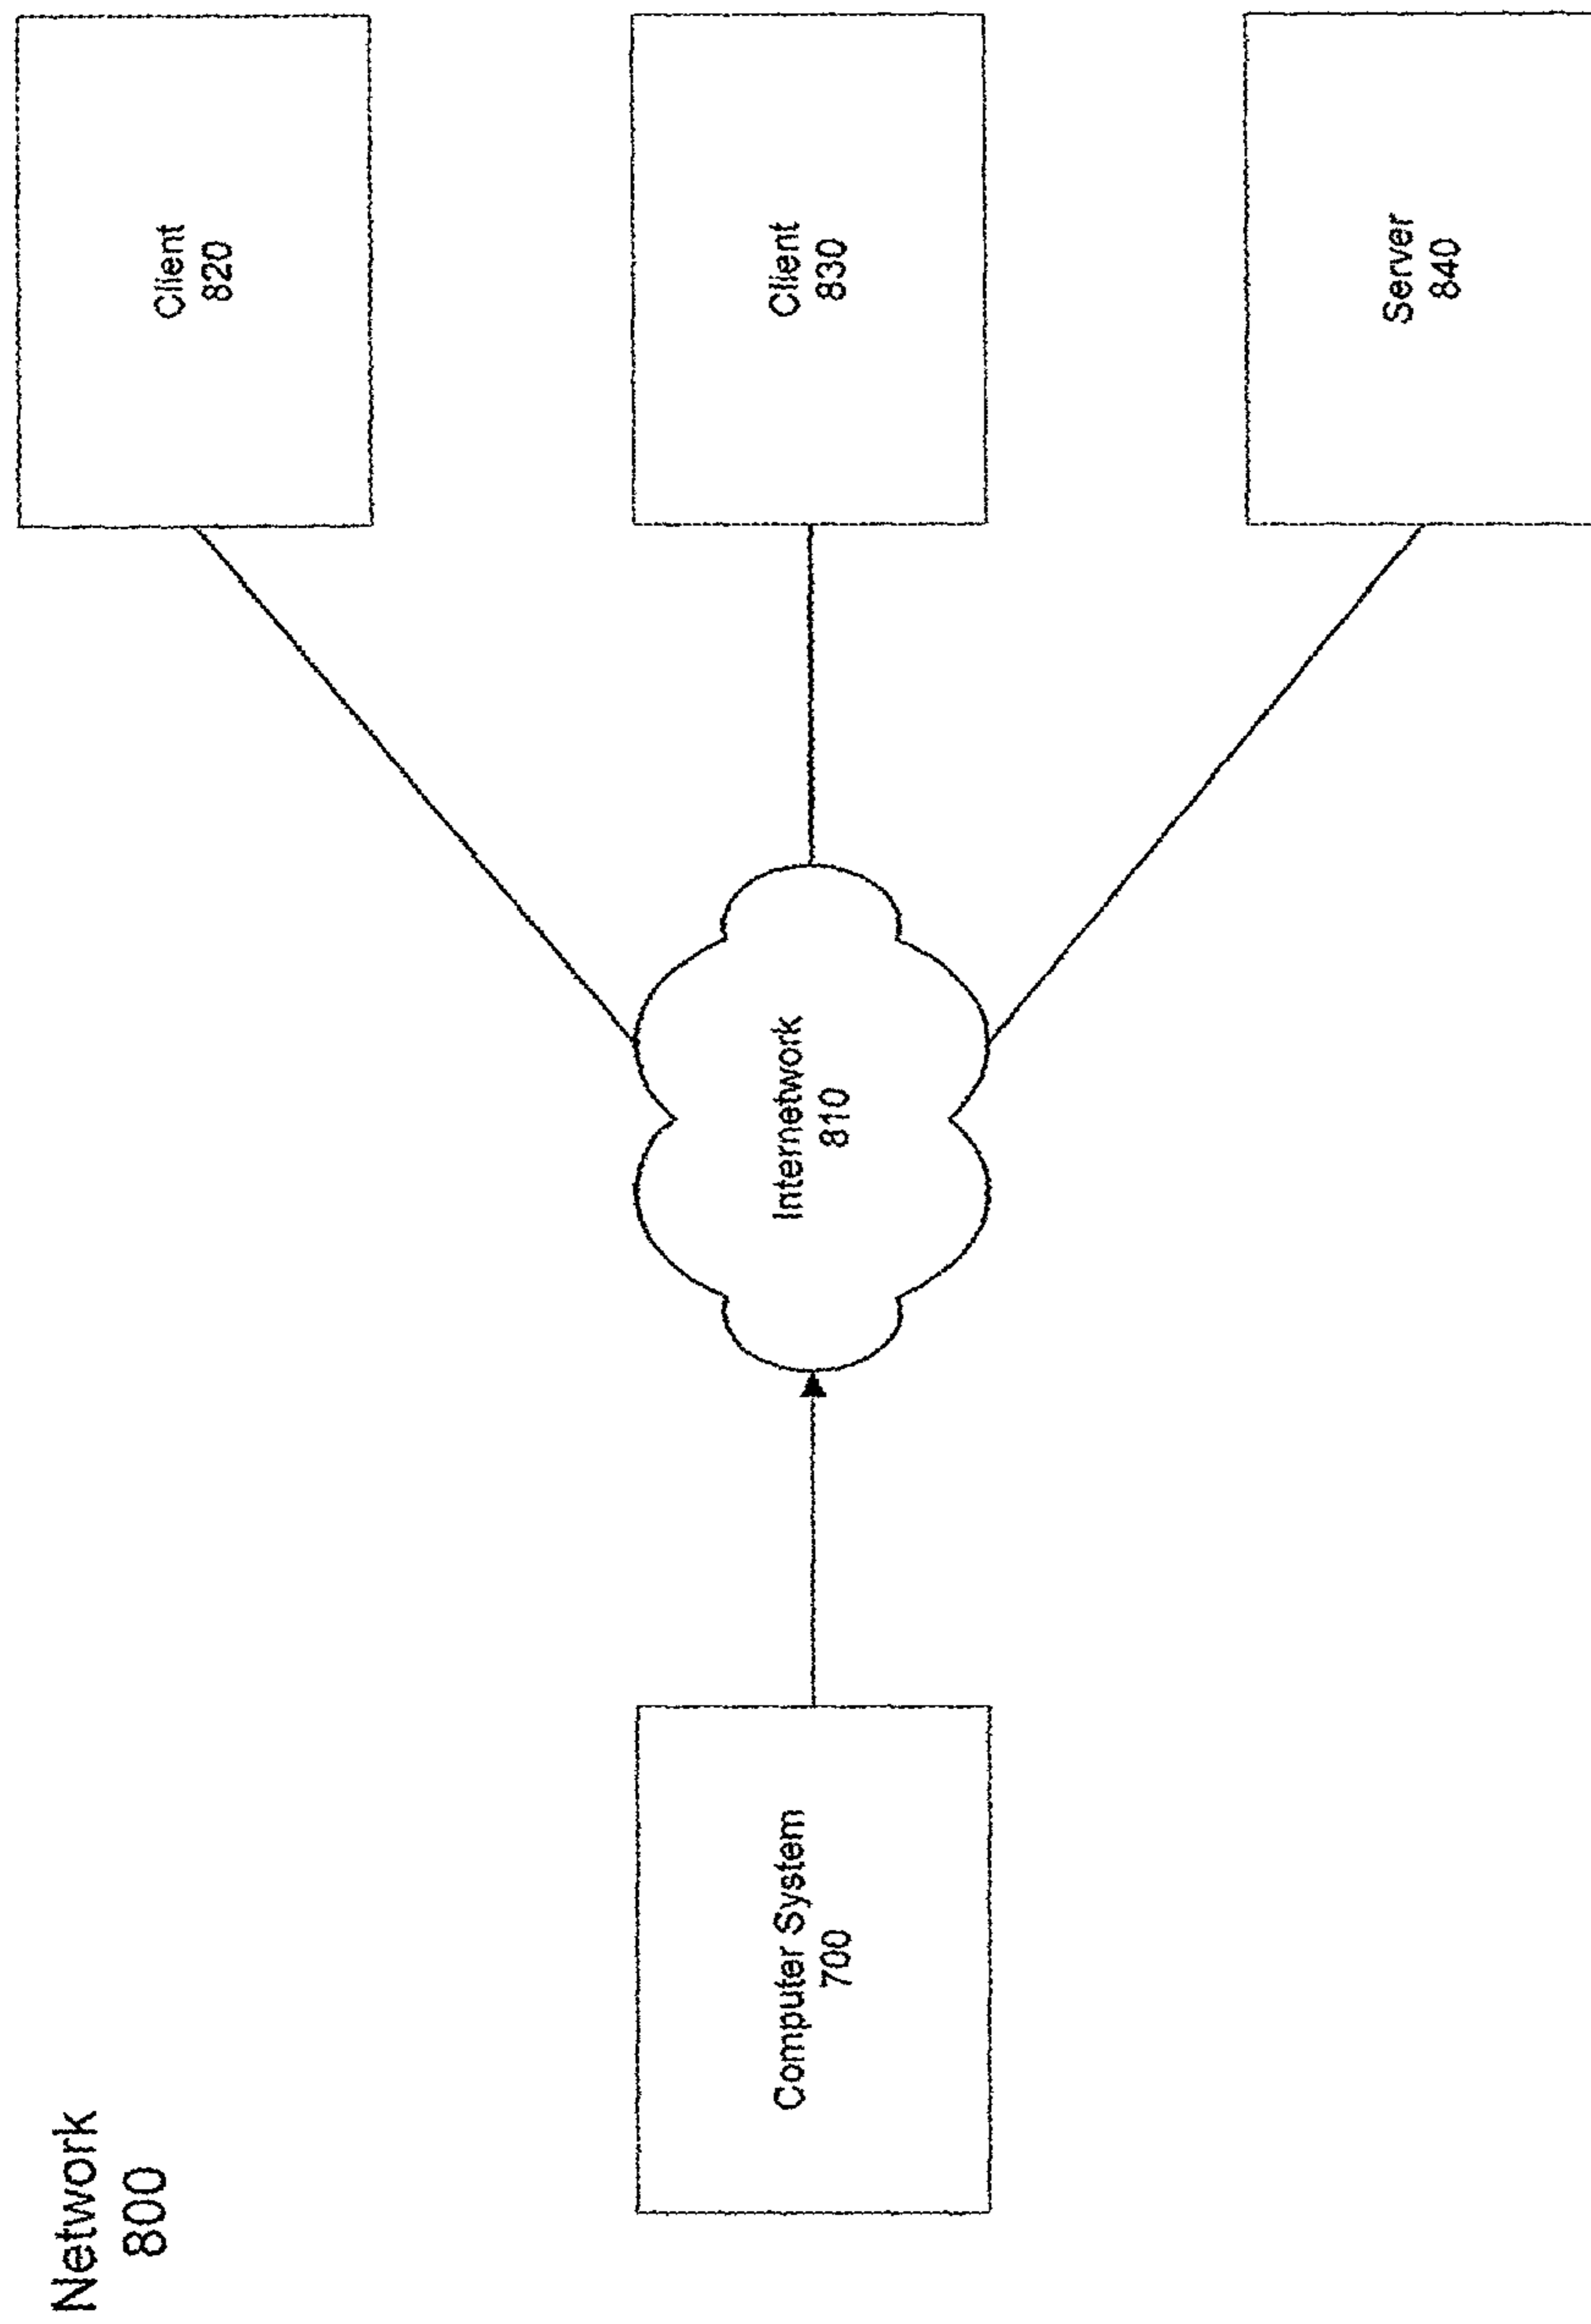 Network
800
Computer System
700
Internetwork
810
Client
820
Client
830
Server
840